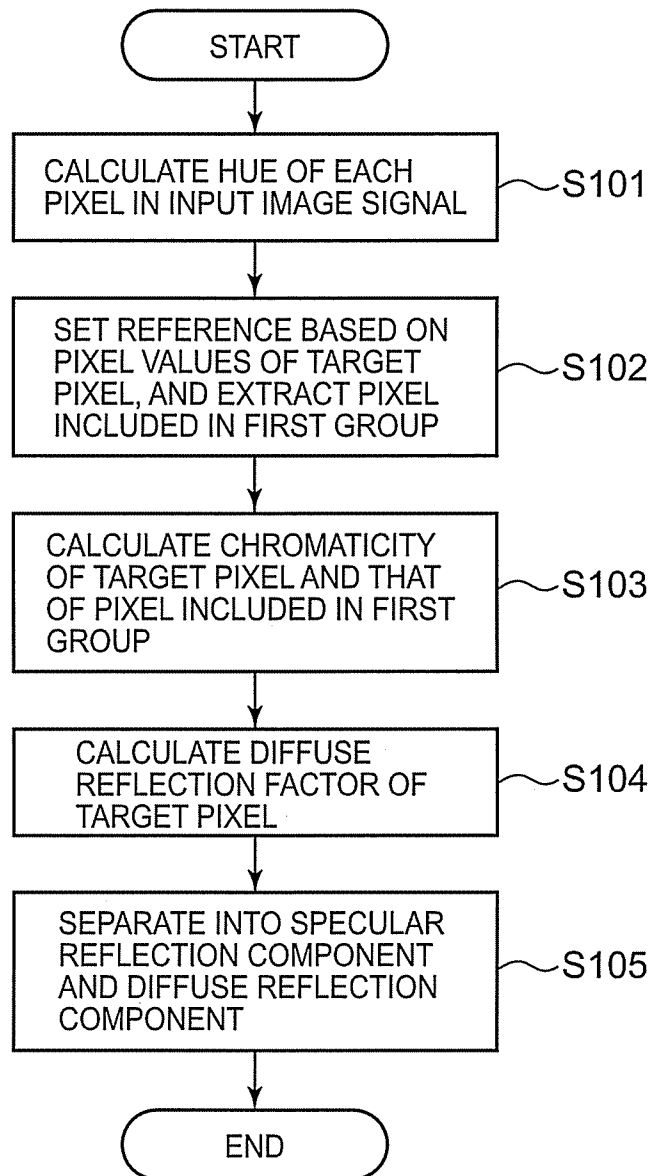 START
CALCULATE HUE OF EACH
PIXEL IN INPUT IMAGE SIGNAL
S101
SET REFERENCE BASED ON
PIXEL VALUES OF TARGET
PIXEL, AND EXTRACT PIXEL
INCLUDED IN FIRST GROUP
S102
CALCULATE CHROMATICITY
OF TARGET PIXEL AND THAT
OF PIXEL INCLUDED IN FIRST
GROUP
S103
CALCULATE DIFFUSE
REFLECTION FACTOR OF
TARGET PIXEL
S104
SEPARATE INTO SPECULAR
REFLECTION COMPONENT
AND DIFFUSE REFLECTION
COMPONENT
S105
END